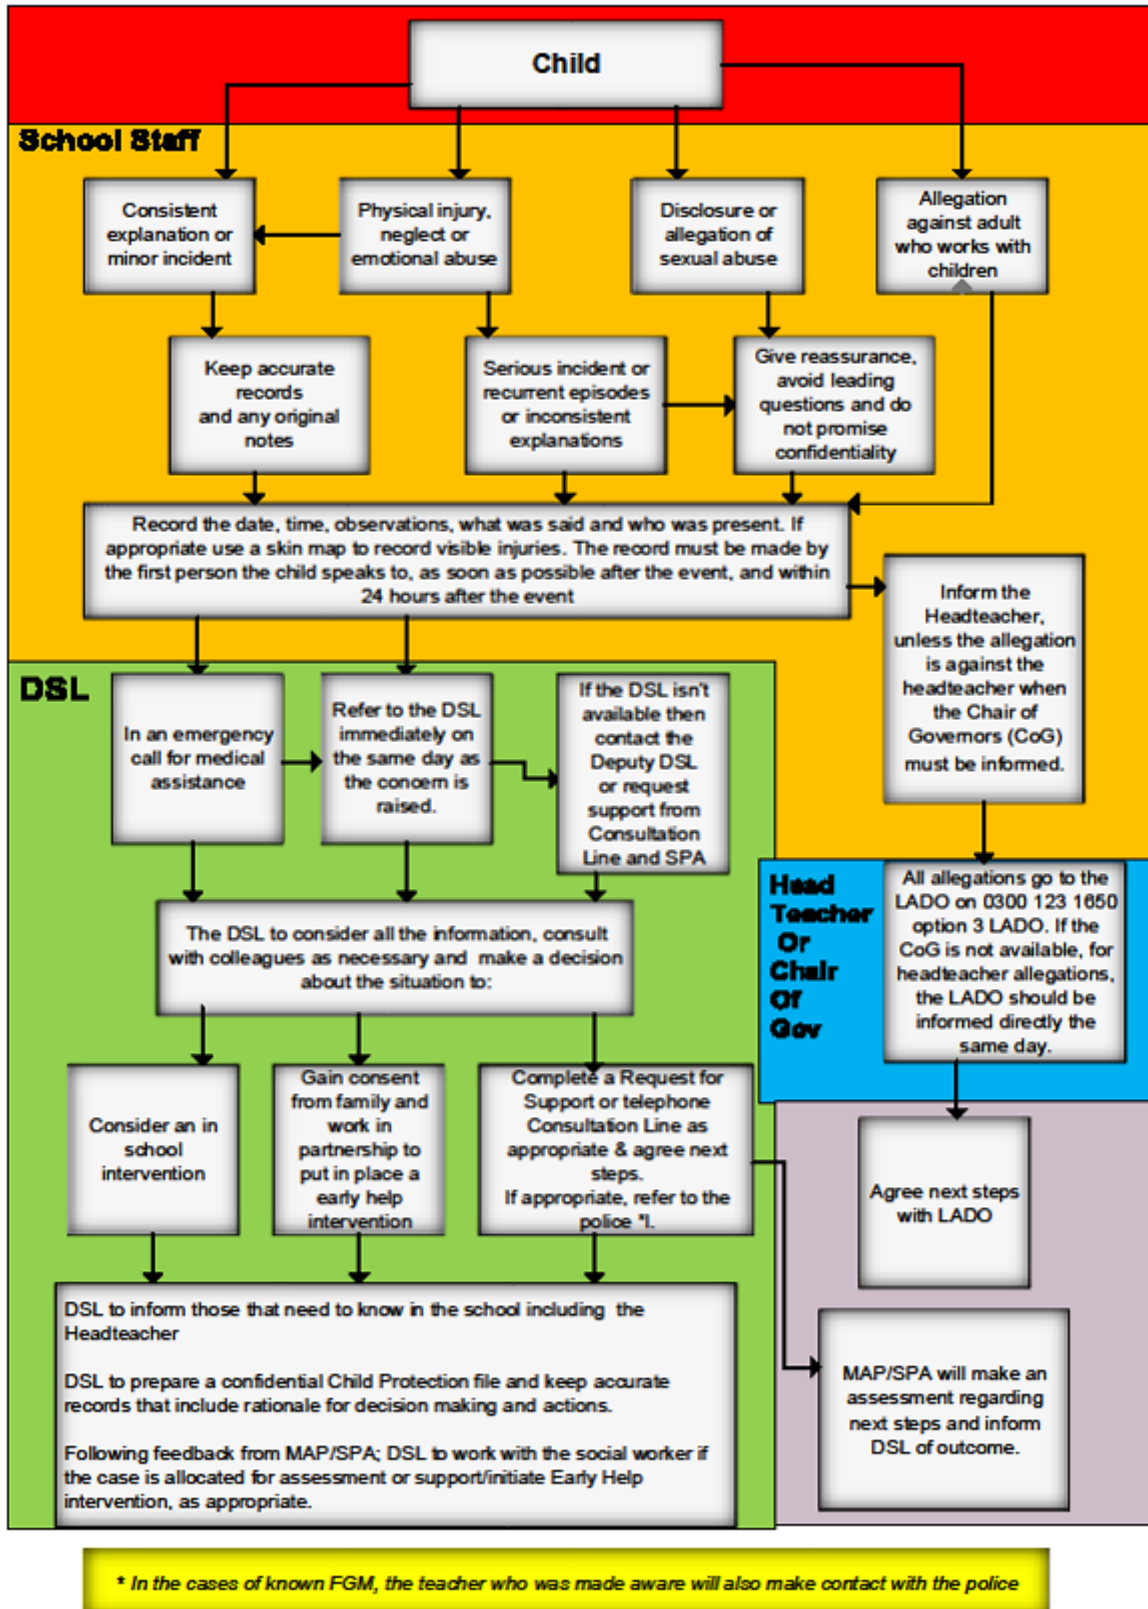 Child
School Staff
Consistent
explanation or
minor incident
Physical injury,
neglect or
emotional abuse
Disclosure or
allegation of
sexual abuse
Allegation
against adult
who works with
children
Keep accurate
records
and any original
notes
Serious incident or
recurrent episodes
or inconsistent
explanations
Give reassurance,
avoid leading
questions and do
not promise
confidentiality
Record the date, time, observations, what was said and who was present. If
appropriate use a skin map to record visible injuries. The record must be made by
the first person the child speaks to, as soon as possible after the event, and within
24 hours after the event
Inform the
Headteacher,
unless the allegation
is against the
headteacher when
the Chair of
Governors (CoG)
must be informed.
DSL
In an emergency
call for medical
assistance
Refer to the DSL
immediately on
the same day as
the concern is
raised.
If the DSL isn't
available then
contact the
Deputy DSL
or request
support from
Consultation
Line and SPA
Head
Teacher
Or
Chair
Of
Gov
All allegations go to the
LADO on 0300 123 1650
option 3 LADO. If the
CoG is not available, for
headteacher allegations,
the LADO should be
informed directly the
same day.
The DSL to consider all the information, consult
with colleagues as necessary and make a decision
about the situation to:
Consider an in
school
intervention
Gain consent
from family and
work in
partnership to
put in place a
early help
intervention
Complete a Request for
Support or telephone
Consultation Line as
appropriate & agree next
steps.
If appropriate, refer to the
police *I.
Agree next steps
with LADO
DSL to inform those that need to know in the school including the
Headteacher
DSL to prepare a confidential Child Protection file and keep accurate
records that include rationale for decision making and actions.
Following feedback from MAP/SPA; DSL to work with the social worker if
the case is allocated for assessment or support/initiate Early Help
intervention, as appropriate.
MAP/SPA will make an
assessment regarding
next steps and inform
DSL of outcome.
* In the cases of known FGM, the teacher who was made aware will also make contact with the police